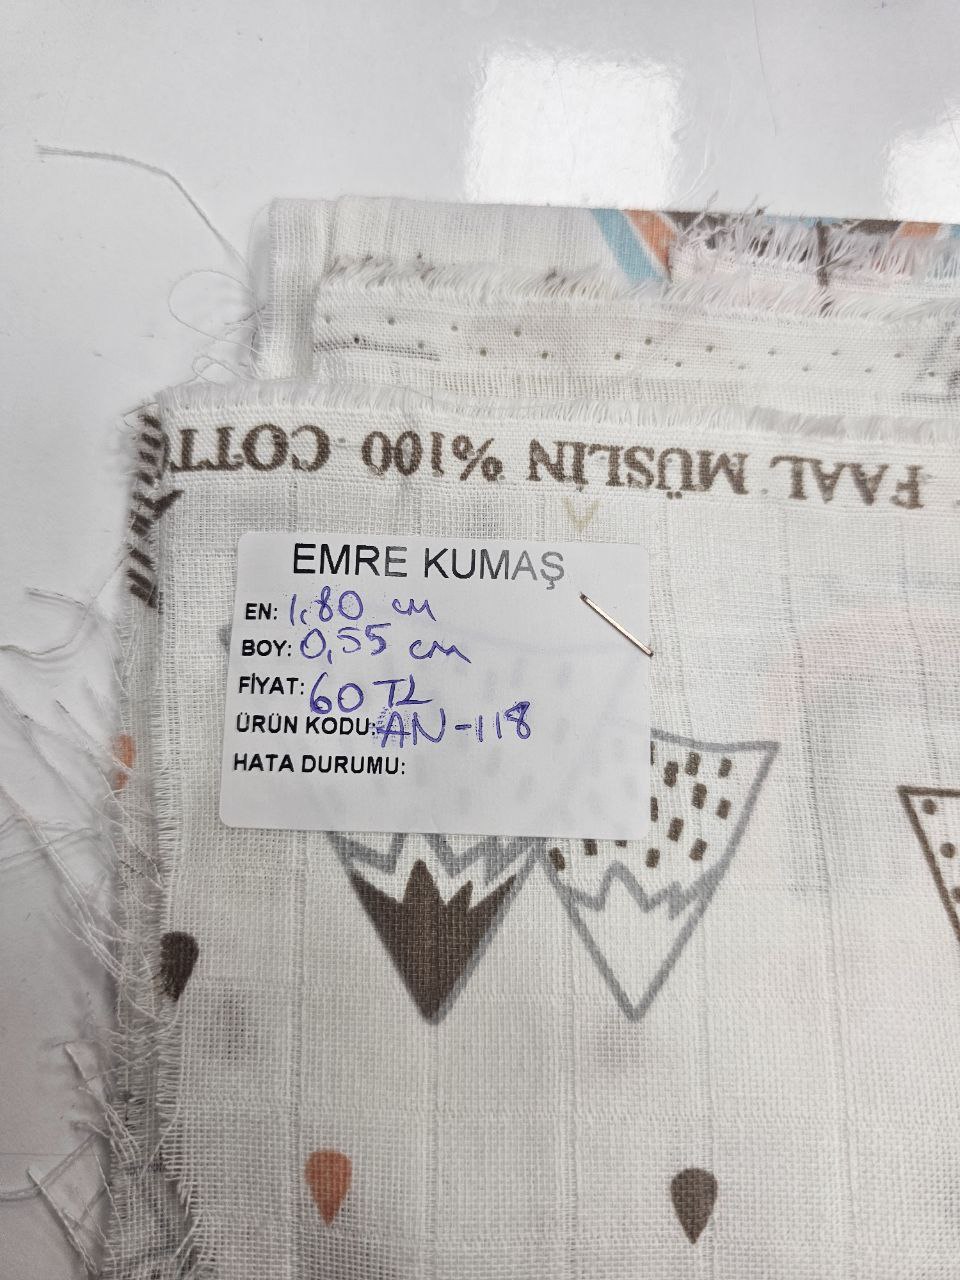 FAAL MÜSLİN %100 COTT
EMRE KUMAŞ
EN: 1,80 cm
BOY: 0,55 cm
FİYAT: 60 TL
ÜRÜN KODU: AN-118
HATA DURUMU: